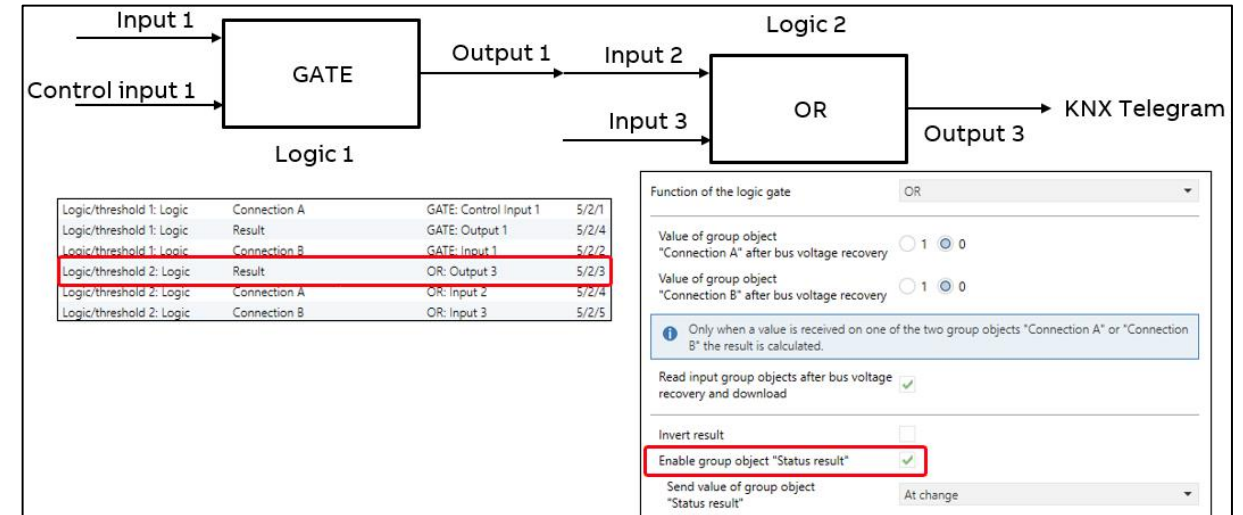 Input 1
Logic 2
Output 1
Input 2
GATE
Control input 1
OR
KNX Telegram
Input 3
Output 3
Logic 1
Logic/threshold 1: Logic Connection A GATE: Control Input 1 5/2/1
Logic/threshold 1: Logic Result GATE: Output 1 5/2/4
Logic/threshold 1: Logic Connection B GATE: Input 1 5/2/2
Logic/threshold 2: Logic Result OR: Output 3 5/2/3
Logic/threshold 2: Logic Connection A OR: Input 2 5/2/4
Logic/threshold 2: Logic Connection B OR: Input 3 5/2/5
Function of the logic gate OR
Value of group object
"Connection A" after bus voltage recovery 1 0
Value of group object
"Connection B" after bus voltage recovery 1 0
Only when a value is received on one of the two group objects "Connection A" or "Connection
B" the result is calculated.
Read input group objects after bus voltage
recovery and download
Invert result
Enable group object "Status result"
Send value of group object
"Status result" At change